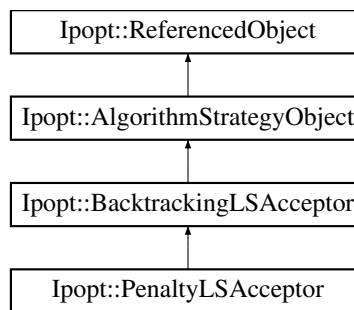 Ipopt::ReferencedObject
Ipopt::AlgorithmStrategyObject
Ipopt::BacktrackingLSAcceptor
Ipopt::PenaltyLSAcceptor